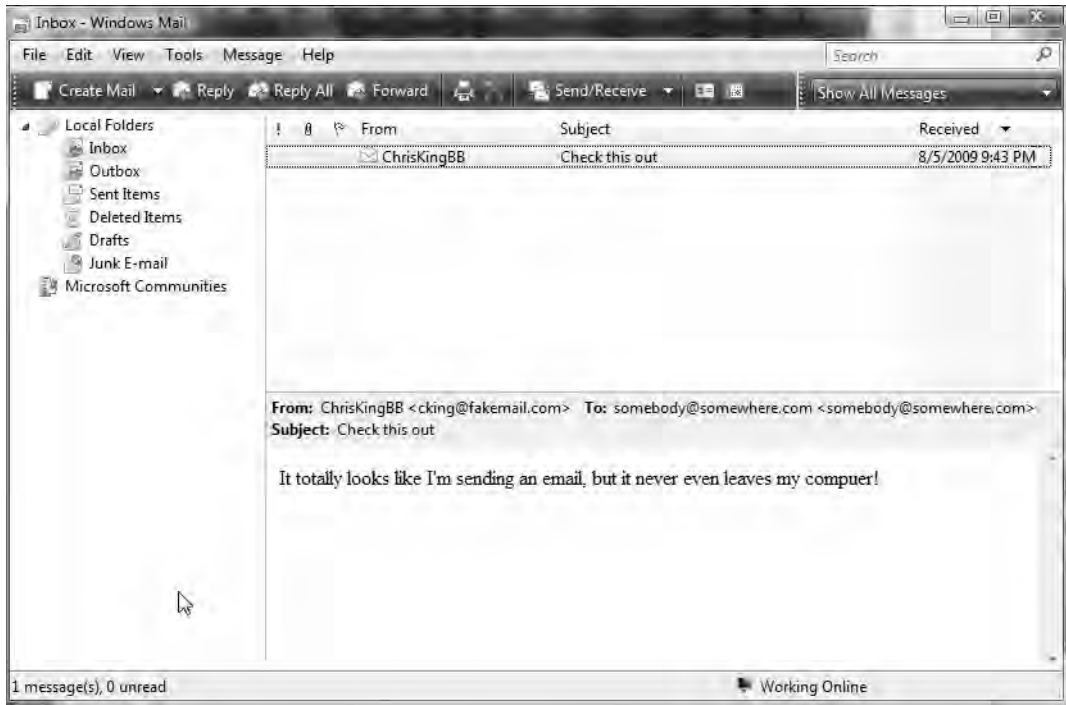 Inbox - Windows Mail
File Edit View Tools Message Help
Search
Create Mail Reply Reply All Forward Send/Receive Show All Messages
Local Folders
Inbox
Outbox
Sent Items
Deleted Items
Drafts
Junk E-mail
Microsoft Communities
! From Subject Received
ChrisKingBB Check this out 8/5/2009 9:43 PM
From: ChrisKingBB <cking@fakemail.com> To: somebody@somewhere.com <somebody@somewhere.com>
Subject: Check this out
It totally looks like I'm sending an email, but it never even leaves my compuer!
1 message(s), 0 unread
Working Online